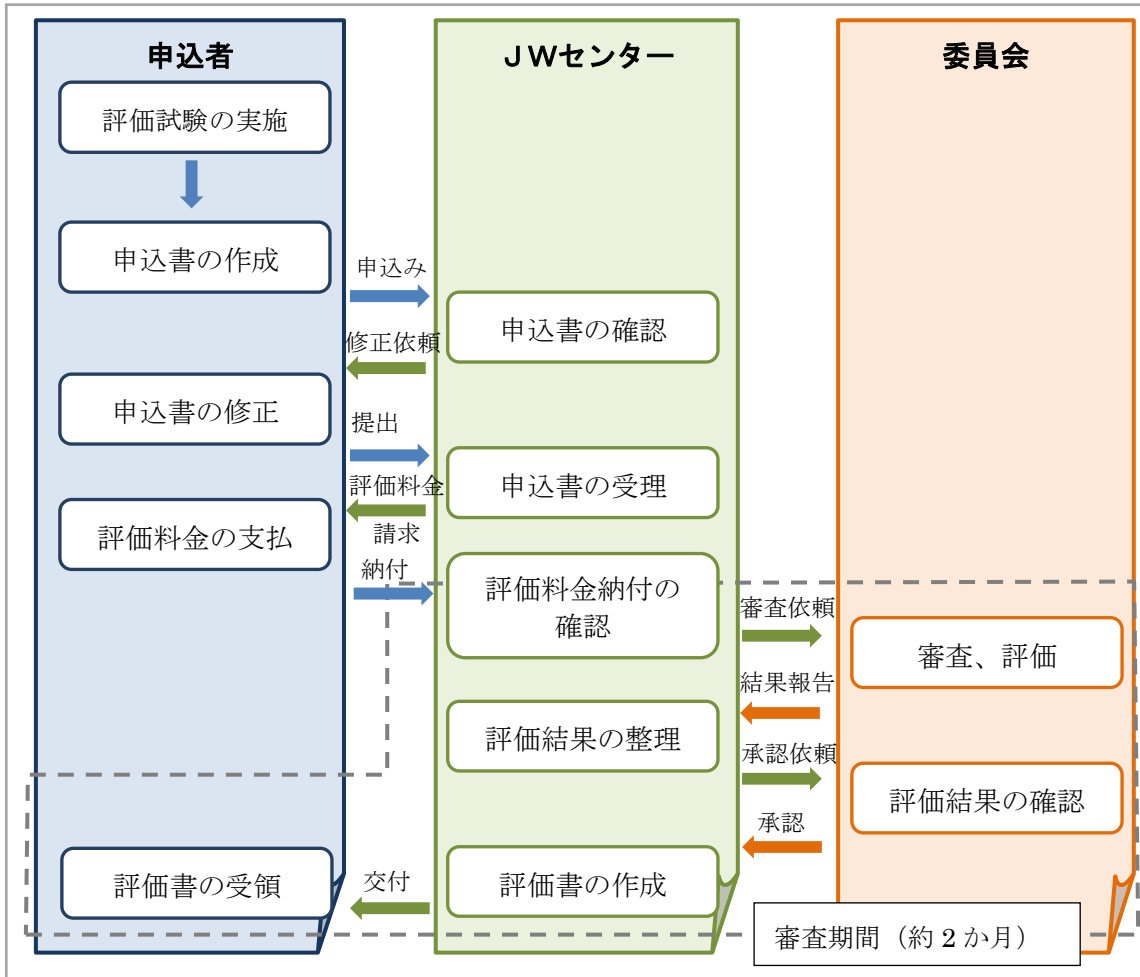 申込者
JWセンター
委員会
評価試験の実施
申込書の作成
申込み
申込書の確認
修正依頼
申込書の修正
提出
申込書の受理
評価料金
請求
評価料金の支払
納付
評価料金納付の
確認
審査依頼
審査、評価
結果報告
評価結果の整理
承認依頼
評価結果の確認
承認
評価書の作成
交付
評価書の受領
審査期間（約２か月）